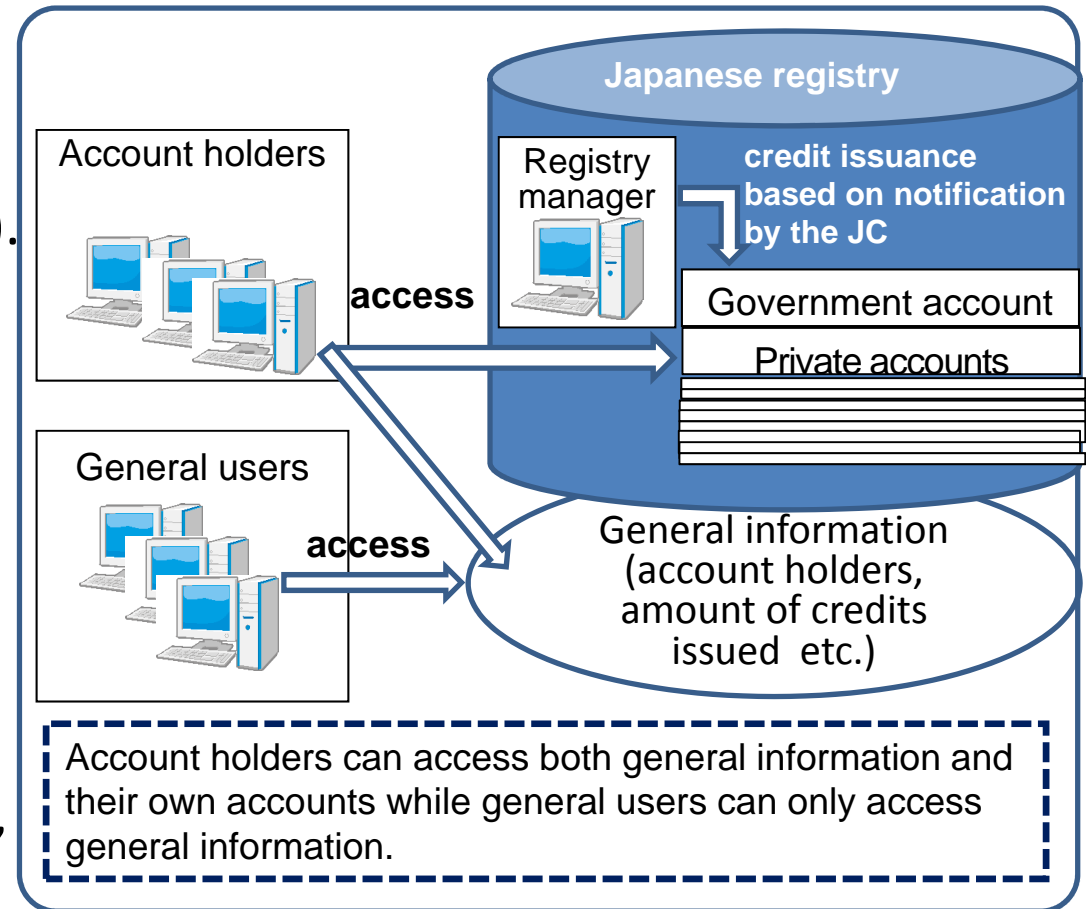 Japanese registry
Account holders
Registry
manager
credit issuance
based on notification
by the JC
).
access
Government account
Private accounts
General users
access
General information
(account holders,
amount of credits
issued etc.)
Account holders can access both general information and
their own accounts while general users can only access
general information.
,